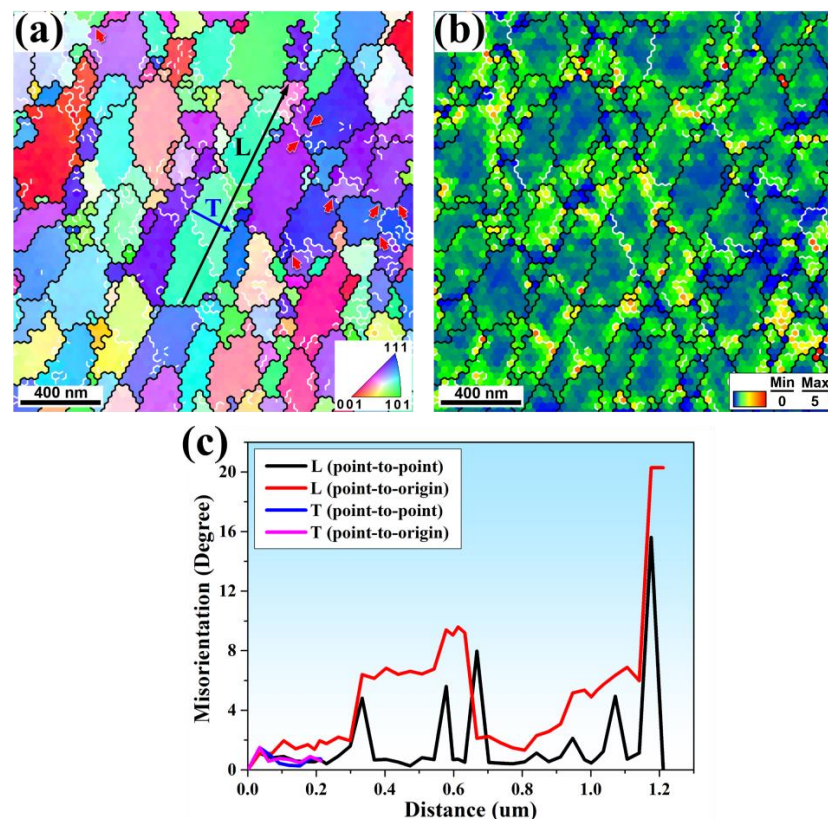 (a)
L
T
111
001 101
400 nm
(b)
Min Max
0 5
400 nm
(c)
L (point-to-point)
L (point-to-origin)
T (point-to-point)
T (point-to-origin)
Misorientation (Degree)
20
16
12
8
4
0
0.0 0.2 0.4 0.6 0.8 1.0 1.2
Distance (um)